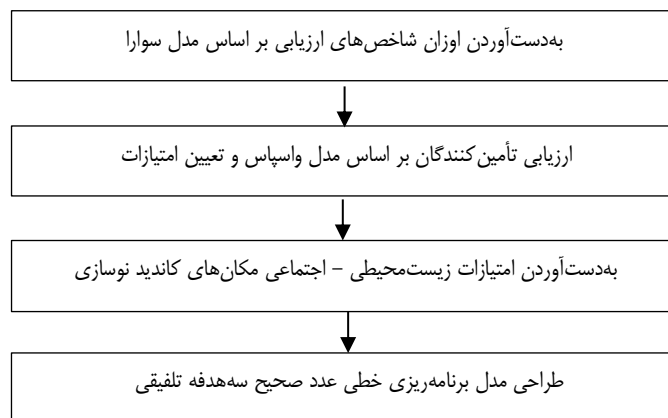 به‌دست‌آوردن اوزان شاخص‌های ارزیابی بر اساس مدل سوارا
ارزیابی تأمین‌کنندگان بر اساس مدل واسپاس و تعیین امتیازات
به‌دست‌آوردن امتیازات زیست‌محیطی – اجتماعی مکان‌های کاندید نوسازی
طراحی مدل برنامه‌ریزی خطی عدد صحیح سه‌هدفه تلفیقی